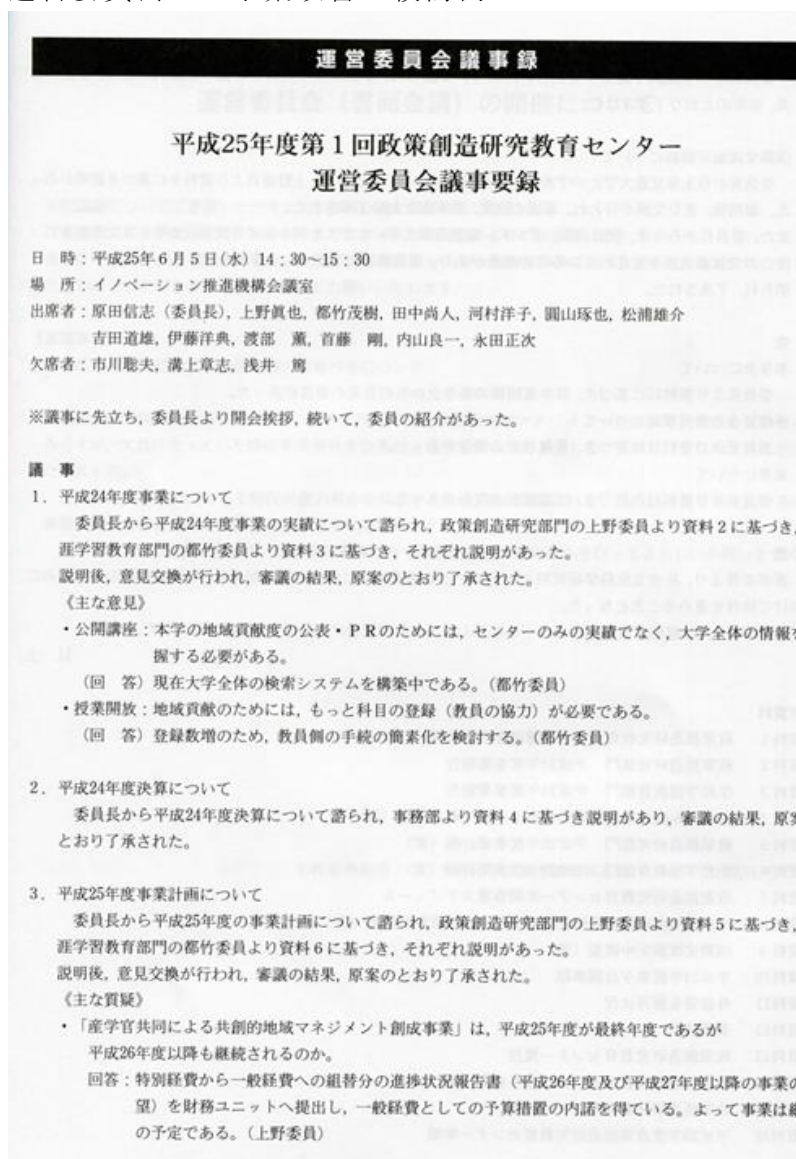 運営委員会議事録
平成25年度第1回政策創造研究教育センター
運営委員会議事要録
日　時：平成25年6月5日(水) 14：30〜15：30
場　所：イノベーション推進機構会議室
出席者：原田信志（委員長），上野眞也，都竹茂樹，田中尚人，河村洋子，圓山琢也，松浦雄介
吉田道雄，伊藤洋典，渡部　薫，首藤　剛，内山良一，永田正次
欠席者：市川聡夫，溝上章志，浅井　篤
※議事に先立ち，委員長より開会挨拶，続いて，委員の紹介があった。
議　事
1．平成24年度事業について
委員長から平成24年度事業の実績について諮られ，政策創造研究部門の上野委員より資料2に基づき，
涯学習教育部門の都竹委員より資料3に基づき，それぞれ説明があった。
説明後，意見交換が行われ，審議の結果，原案のとおり了承された。
《主な意見》
・公開講座：本学の地域貢献度の公表・PRのためには，センターのみの実績でなく，大学全体の情報を
握する必要がある。
（回　答）現在大学全体の検索システムを構築中である。（都竹委員）
・授業開放：地域貢献のためには，もっと科目の登録（教員の協力）が必要である。
（回　答）登録数増のため，教員側の手続の簡素化を検討する。（都竹委員）
2．平成24年度決算について
委員長から平成24年度決算について諮られ，事務部より資料4に基づき説明があり，審議の結果，原案
とおり了承された。
3．平成25年度事業計画について
委員長から平成25年度の事業計画について諮られ，政策創造研究部門の上野委員より資料5に基づき，
涯学習教育部門の都竹委員より資料6に基づき，それぞれ説明があった。
説明後，意見交換が行われ，審議の結果，原案のとおり了承された。
《主な質疑》
・「産学官共同による共創的地域マネジメント創成事業」は，平成25年度が最終年度であるが
平成26年度以降も継続されるのか。
回答：特別経費から一般経費への組替分の進捗状況報告書（平成26年度及び平成27年度以降の事業の
望）を財務ユニットへ提出し，一般経費としての予算措置の内諾を得ている。よって事業は継
の予定である。（上野委員）